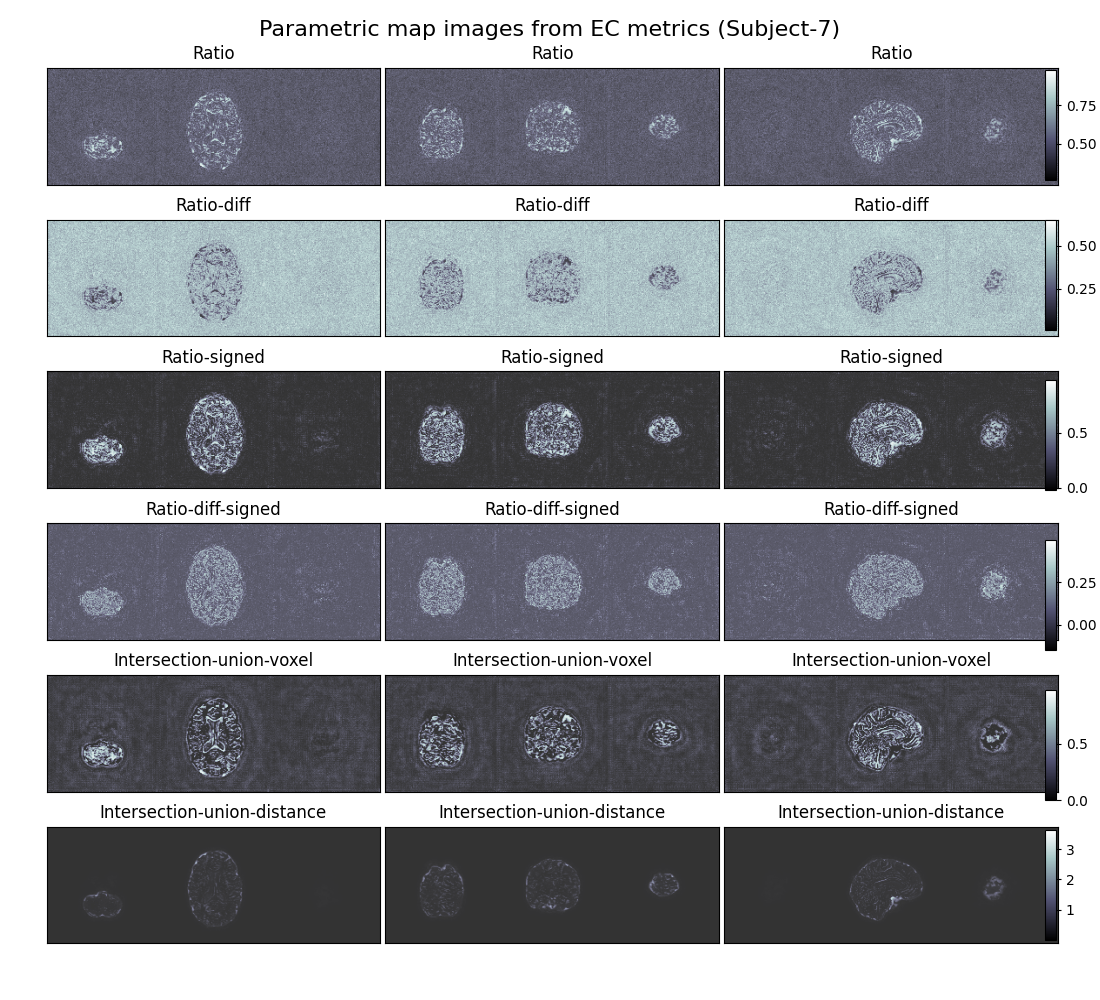 Parametric map images from EC metrics (Subject-7)
Ratio Ratio Ratio
0.75
0.50
Ratio-diff Ratio-diff Ratio-diff
0.50
0.25
Ratio-signed Ratio-signed Ratio-signed
0.5
0.0
Ratio-diff-signed Ratio-diff-signed Ratio-diff-signed
0.25
0.00
Intersection-union-voxel Intersection-union-voxel Intersection-union-voxel
0.5
0.0
Intersection-union-distance Intersection-union-distance Intersection-union-distance
3
2
1